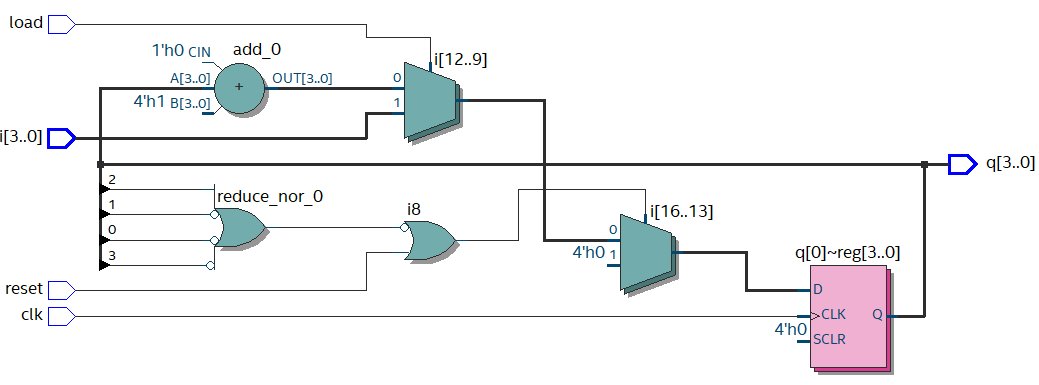 load
1'h0 CIN
add_0
i[12..9]
A[3..0]
OUT[3..0]
+
0
4'h1 B[3..0]
1
i[3..0]
q[3..0]
2
reduce_nor_0
1
i8
i[16..13]
0
0
4'h0
1
q[0]~reg[3..0]
3
reset
D
clk
CLK
Q
4'h0
SCLR